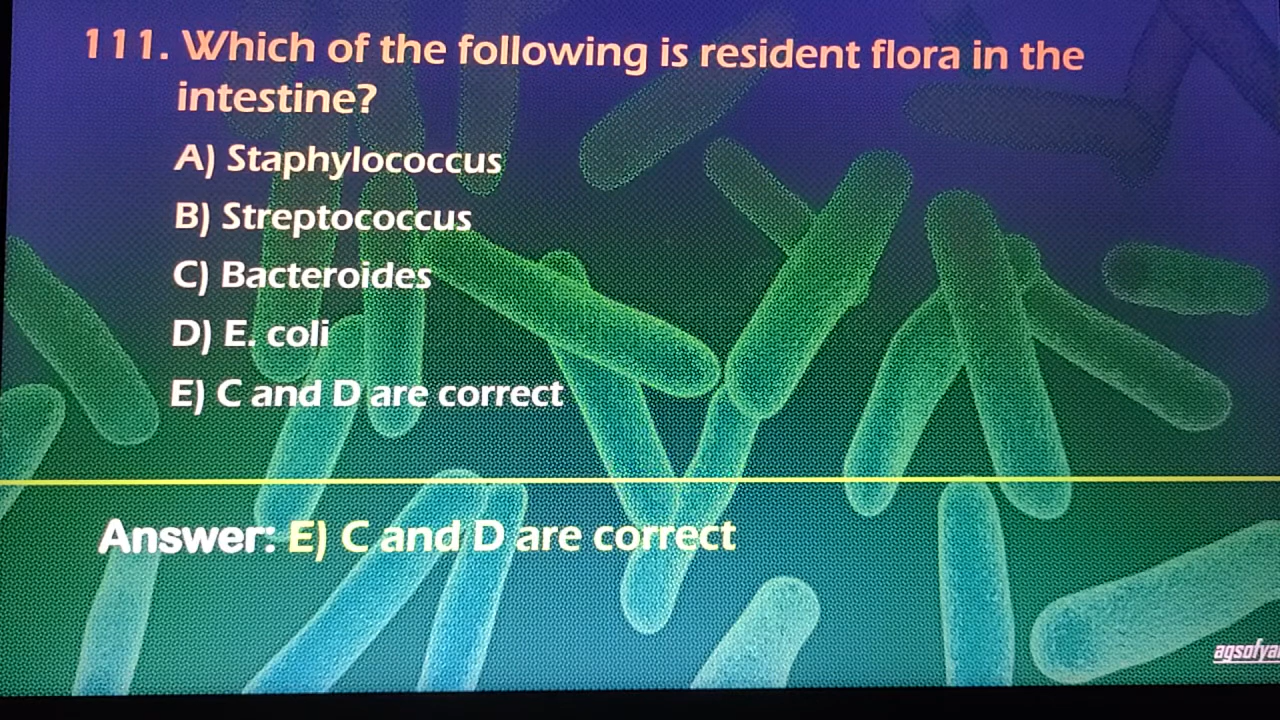 111. Which of the following is resident flora in the
intestine?
A) Staphylococcus
B) Streptococcus
C) Bacteroides
D) E. coli
E) C and D are correct
Answer: E) C and D are correct